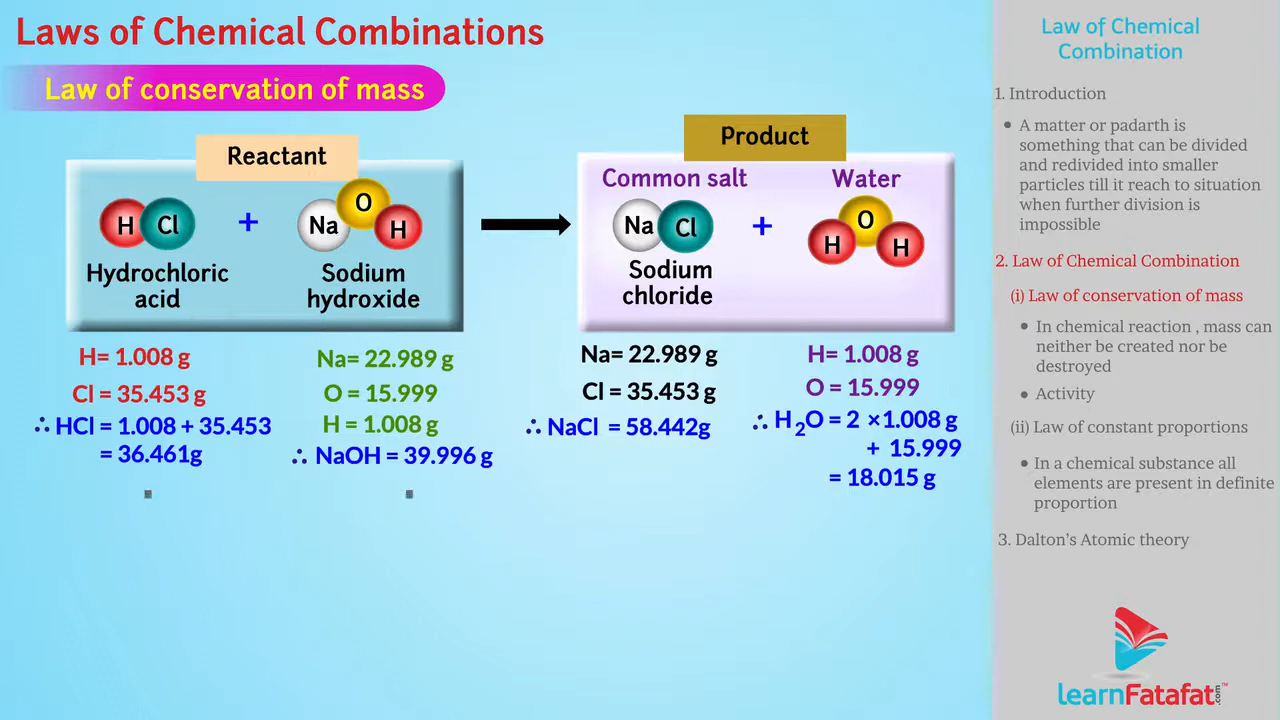 Laws of Chemical Combinations
Law of conservation of mass
Reactant
H Cl + Na O H
Hydrochloric
acid
Sodium
hydroxide
Product
Common salt
Water
Na Cl + H O H
Sodium
chloride
H= 1.008 g
Cl = 35.453 g
∴ HCl = 1.008 + 35.453
= 36.461g
Na= 22.989 g
O = 15.999
H = 1.008 g
∴ NaOH = 39.996 g
Na= 22.989 g
Cl = 35.453 g
∴ NaCl = 58.442g
H= 1.008 g
O = 15.999
∴ H₂O = 2 ×1.008 g
+ 15.999
= 18.015 g
Law of Chemical
Combination
1. Introduction
• A matter or padarth is
something that can be divided
and redivided into smaller
particles till it reach to situation
when further division is
impossible
2. Law of Chemical Combination
(i) Law of conservation of mass
• In chemical reaction , mass can
neither be created nor be
destroyed
• Activity
(ii) Law of constant proportions
• In a chemical substance all
elements are present in definite
proportion
3. Dalton's Atomic theory
learnFatafat.com™